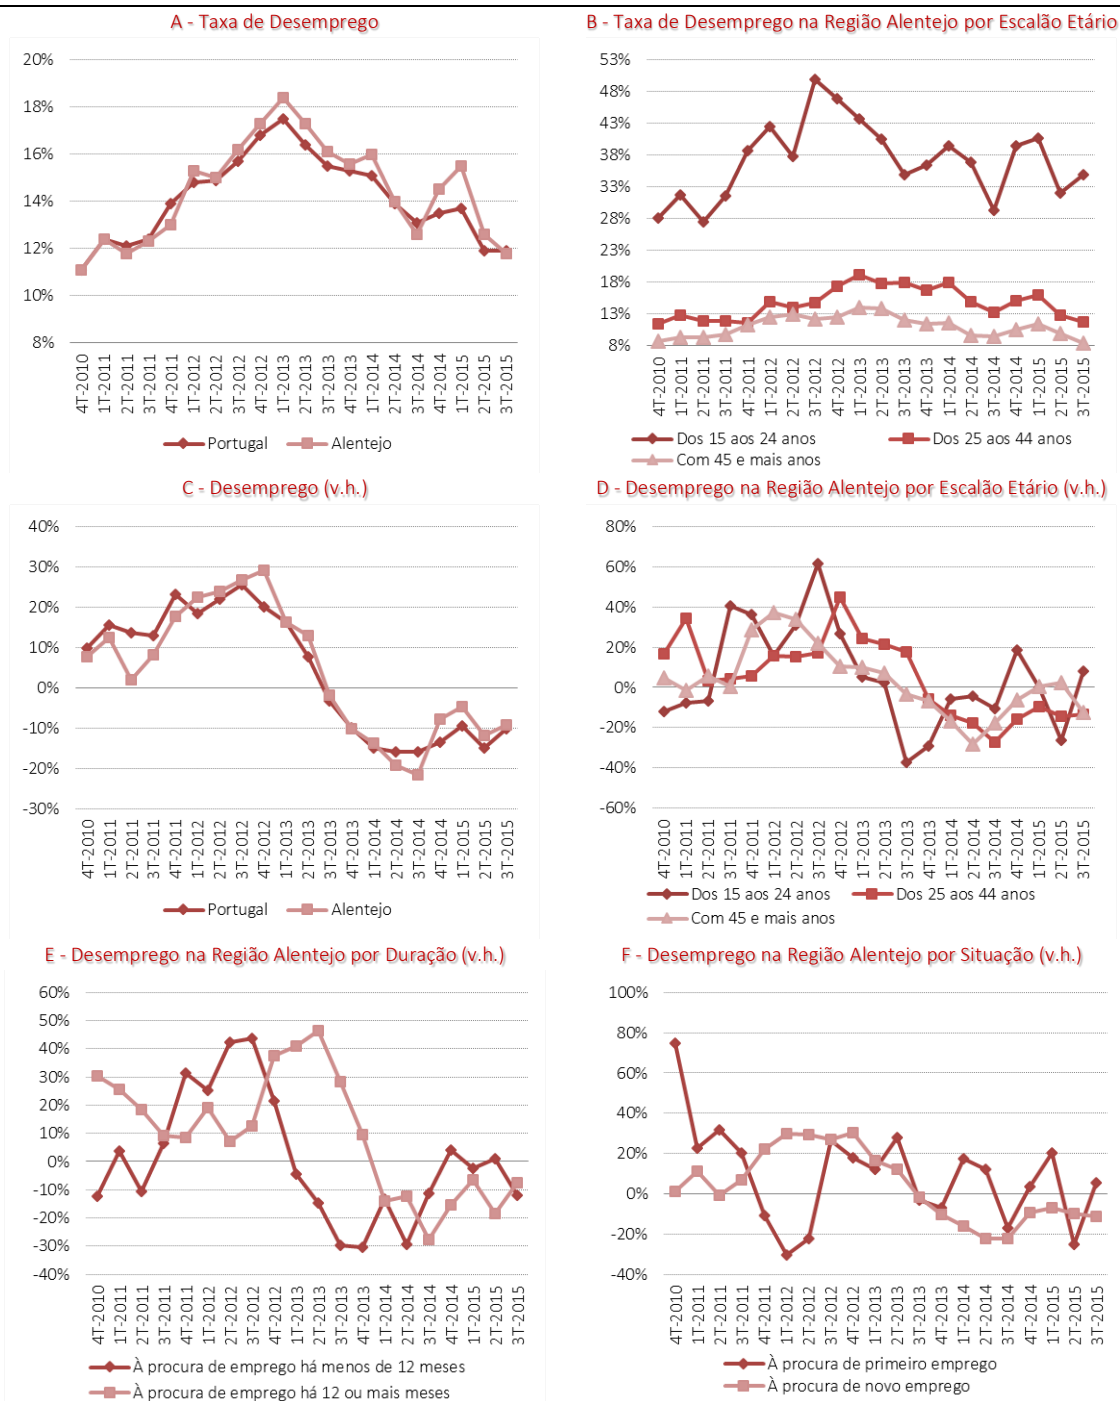 A - Taxa de Desemprego
20%
18%
16%
14%
12%
10%
8%
4T-2010
1T-2011
2T-2011
3T-2011
4T-2011
1T-2012
2T-2012
3T-2012
4T-2012
1T-2013
2T-2013
3T-2013
4T-2013
1T-2014
2T-2014
3T-2014
4T-2014
1T-2015
2T-2015
3T-2015
Portugal Alentejo
B - Taxa de Desemprego na Região Alentejo por Escalão Etário
53%
48%
43%
38%
33%
28%
23%
18%
13%
8%
4T-2010
1T-2011
2T-2011
3T-2011
4T-2011
1T-2012
2T-2012
3T-2012
4T-2012
1T-2013
2T-2013
3T-2013
4T-2013
1T-2014
2T-2014
3T-2014
4T-2014
1T-2015
2T-2015
3T-2015
Dos 15 aos 24 anos Dos 25 aos 44 anos
Com 45 e mais anos
C - Desemprego (v.h.)
40%
30%
20%
10%
0%
-10%
-20%
-30%
4T-2010
1T-2011
2T-2011
3T-2011
4T-2011
1T-2012
2T-2012
3T-2012
4T-2012
1T-2013
2T-2013
3T-2013
4T-2013
1T-2014
2T-2014
3T-2014
4T-2014
1T-2015
2T-2015
3T-2015
Portugal Alentejo
D - Desemprego na Região Alentejo por Escalão Etário (v.h.)
80%
60%
40%
20%
0%
-20%
-40%
-60%
4T-2010
1T-2011
2T-2011
3T-2011
4T-2011
1T-2012
2T-2012
3T-2012
4T-2012
1T-2013
2T-2013
3T-2013
4T-2013
1T-2014
2T-2014
3T-2014
4T-2014
1T-2015
2T-2015
3T-2015
Dos 15 aos 24 anos Dos 25 aos 44 anos
Com 45 e mais anos
E - Desemprego na Região Alentejo por Duração (v.h.)
60%
50%
40%
30%
20%
10%
0%
-10%
-20%
-30%
-40%
4T-2010
1T-2011
2T-2011
3T-2011
4T-2011
1T-2012
2T-2012
3T-2012
4T-2012
1T-2013
2T-2013
3T-2013
4T-2013
1T-2014
2T-2014
3T-2014
4T-2014
1T-2015
2T-2015
3T-2015
À procura de emprego há menos de 12 meses
À procura de emprego há 12 ou mais meses
F - Desemprego na Região Alentejo por Situação (v.h.)
100%
80%
60%
40%
20%
0%
-20%
-40%
4T-2010
1T-2011
2T-2011
3T-2011
4T-2011
1T-2012
2T-2012
3T-2012
4T-2012
1T-2013
2T-2013
3T-2013
4T-2013
1T-2014
2T-2014
3T-2014
4T-2014
1T-2015
2T-2015
3T-2015
À procura de primeiro emprego
À procura de novo emprego